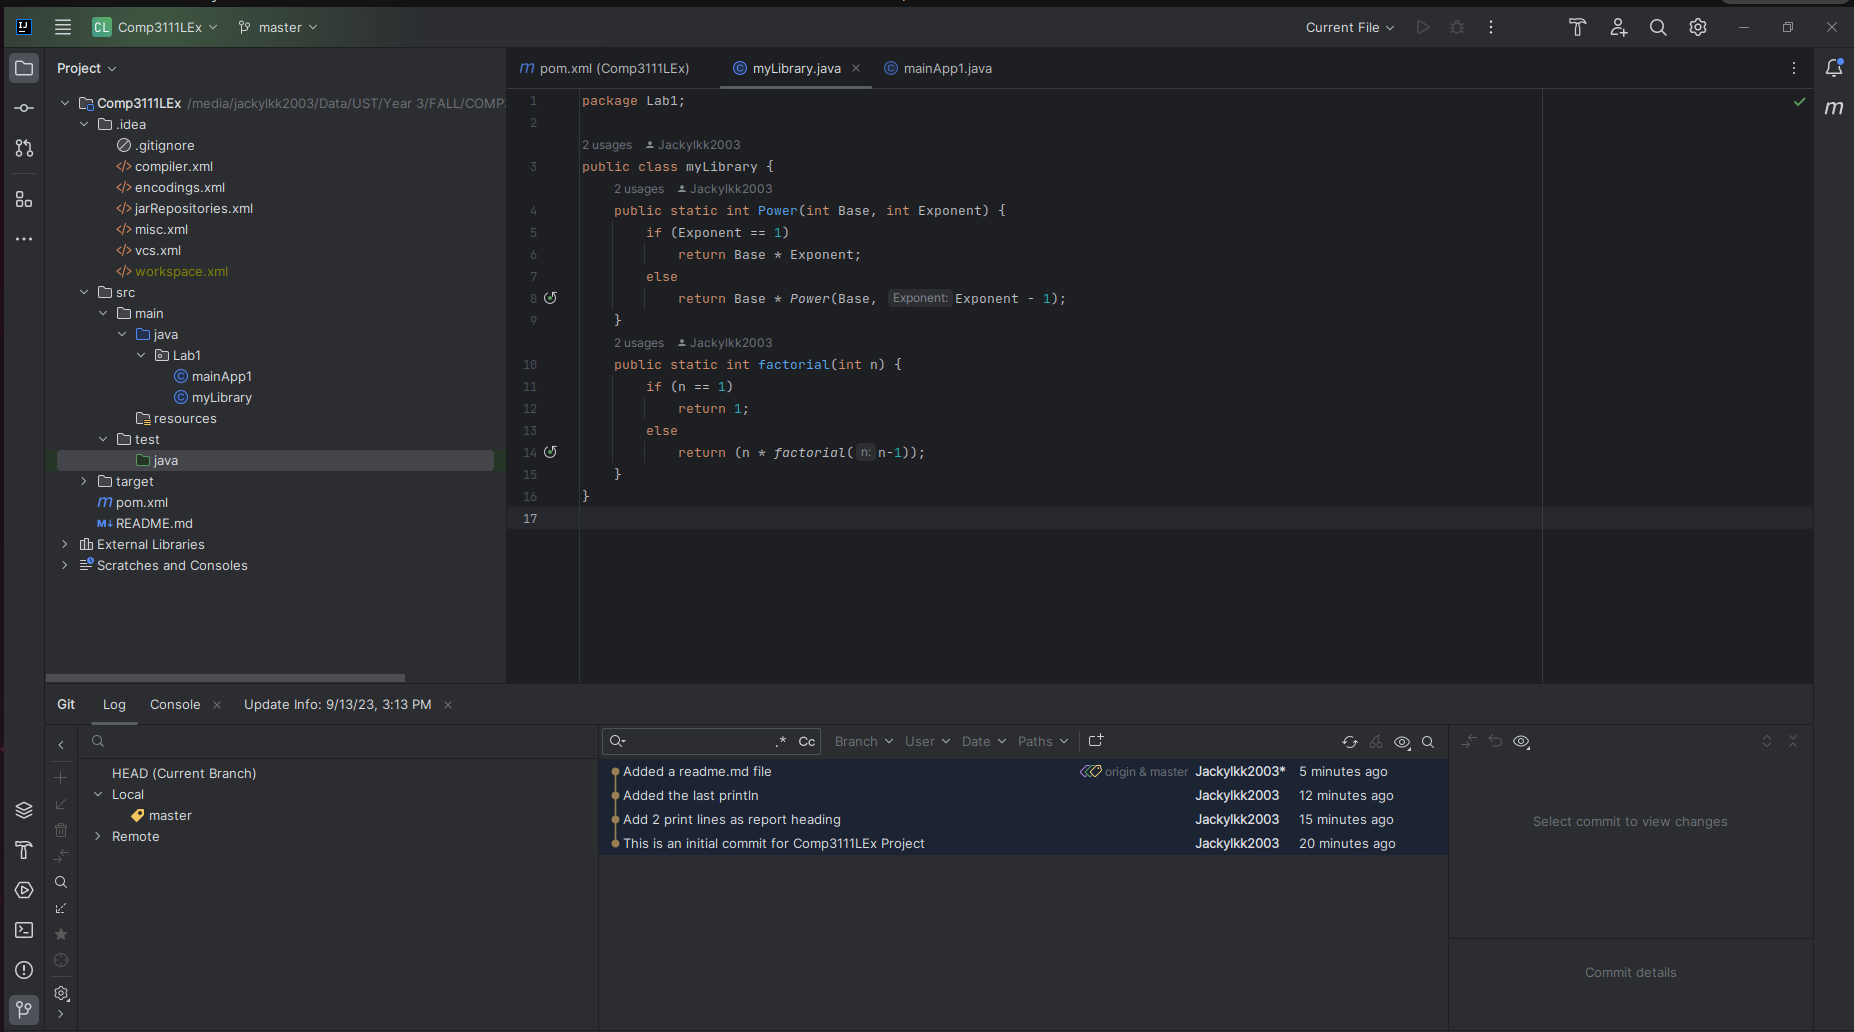 CL Comp3111LEx master Current File
Project
Comp3111LEx /media/jackylkk2003/Data/UST/Year 3/FALL/COMP
.idea
.gitignore
compiler.xml
encodings.xml
jarRepositories.xml
misc.xml
vcs.xml
workspace.xml
src
main
java
Lab1
mainApp1
myLibrary
resources
test
java
target
m pom.xml
M↓ README.md
External Libraries
Scratches and Consoles
m pom.xml (Comp3111LEx) myLibrary.java mainApp1.java
1 package Lab1;
2
2 usages Jackylkk2003
3 public class myLibrary {
2 usages Jackylkk2003
4 public static int Power(int Base, int Exponent) {
5 if (Exponent == 1)
6 return Base * Exponent;
7 else
8 return Base * Power(Base, Exponent: Exponent - 1);
9 }
2 usages Jackylkk2003
10 public static int factorial(int n) {
11 if (n == 1)
12 return 1;
13 else
14 return (n * factorial( n: n-1));
15 }
16 }
17
m
Git Log Console Update Info: 9/13/23, 3:13 PM
HEAD (Current Branch)
Local
master
Remote
.* Cc Branch User Date Paths
Added a readme.md file origin & master Jackylkk2003* 5 minutes ago
Added the last println Jackylkk2003 12 minutes ago
Add 2 print lines as report heading Jackylkk2003 15 minutes ago
This is an initial commit for Comp3111LEx Project Jackylkk2003 20 minutes ago
Select commit to view changes
Commit details